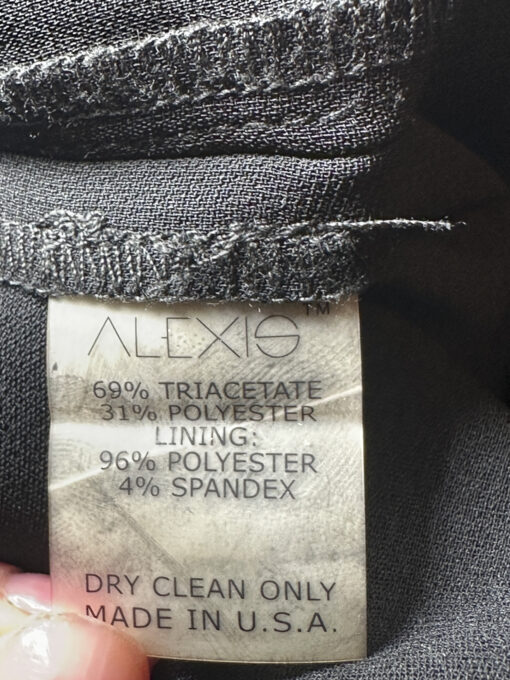 ALEXIS™
69% TRIACETATE
31% POLYESTER
LINING:
96% POLYESTER
4% SPANDEX
DRY CLEAN ONLY
MADE IN U.S.A.